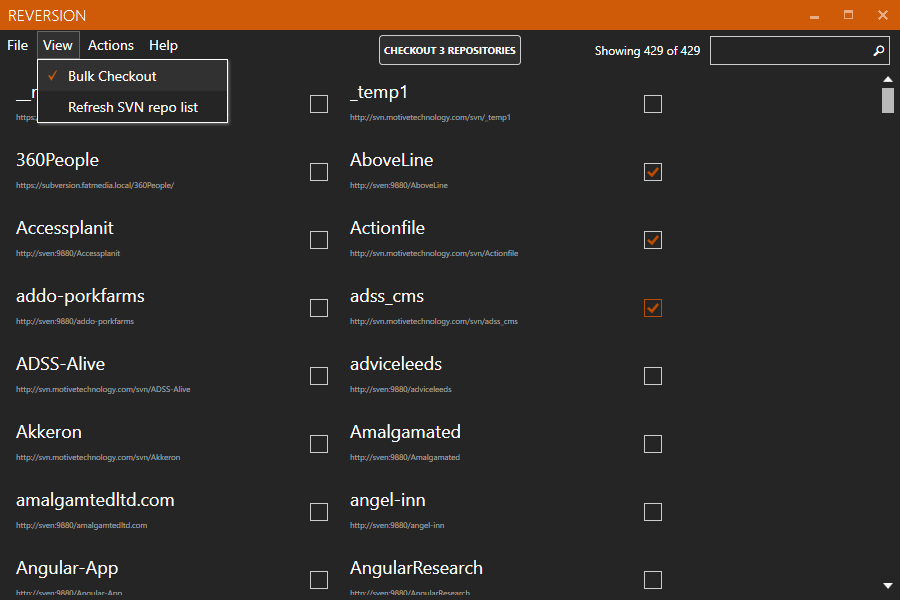 REVERSION
File View Actions Help
CHECKOUT 3 REPOSITORIES
Showing 429 of 429
Bulk Checkout
Refresh SVN repo list
_temp1
http://svn.motivetechnology.com/svn/_temp1
360People
https://subversion.fatmedia.local/360People/
AboveLine
http://sven:9880/AboveLine
Accessplanit
http://sven:9880/Accessplanit
Actionfile
http://svn.motivetechnology.com/svn/Actionfile
addo-porkfarms
http://sven:9880/addo-porkfarms
adss_cms
http://svn.motivetechnology.com/svn/adss_cms
ADSS-Alive
http://svn.motivetechnology.com/svn/ADSS-Alive
adviceleeds
http://sven:9880/adviceleeds
Akkeron
http://svn.motivetechnology.com/svn/Akkeron
Amalgamated
http://sven:9880/Amalgamated
amalgamtedltd.com
http://sven:9880/amalgamtedltd.com
angel-inn
http://sven:9880/angel-inn
Angular-App
http://sven:9880/Angular-App
AngularResearch
http://sven:9880/AngularResearch